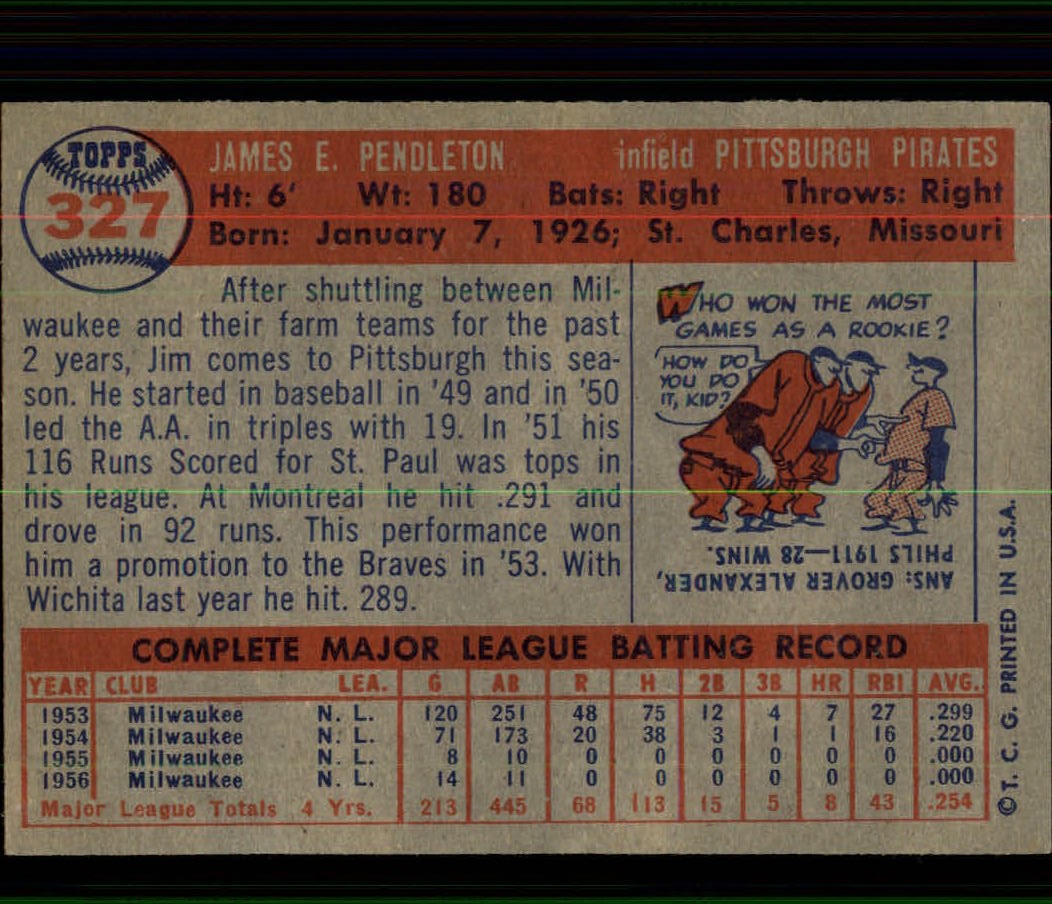 TOPPS
327
JAMES E. PENDLETON infield PITTSBURGH PIRATES
Ht: 6' Wt: 180 Bats: Right Throws: Right
Born: January 7, 1926; St. Charles, Missouri
After shuttling between Mil-
waukee and their farm teams for the past
2 years, Jim comes to Pittsburgh this sea-
son. He started in baseball in '49 and in '50
led the A.A. in triples with 19. In '51 his
116 Runs Scored for St. Paul was tops in
his league. At Montreal he hit .291 and
drove in 92 runs. This performance won
him a promotion to the Braves in '53. With
Wichita last year he hit. 289.
WHO WON THE MOST
GAMES AS A ROOKIE?
HOW DO
YOU DO
IT, KID?
ANS: GROVER ALEXANDER,
PHILS 1911—28 WINS.
COMPLETE MAJOR LEAGUE BATTING RECORD
YEAR CLUB LEA. G AB R H 2B 3B HR RBI AVG.
1953 Milwaukee N. L. 120 251 48 75 12 4 7 27 .299
1954 Milwaukee N. L. 71 173 20 38 3 1 1 16 .220
1955 Milwaukee N. L. 8 10 0 0 0 0 0 0 .000
1956 Milwaukee N. L. 14 11 0 0 0 0 0 0 .000
Major League Totals 4 Yrs. 213 445 68 113 15 5 8 43 .254
© T. C. G. PRINTED IN U.S.A.